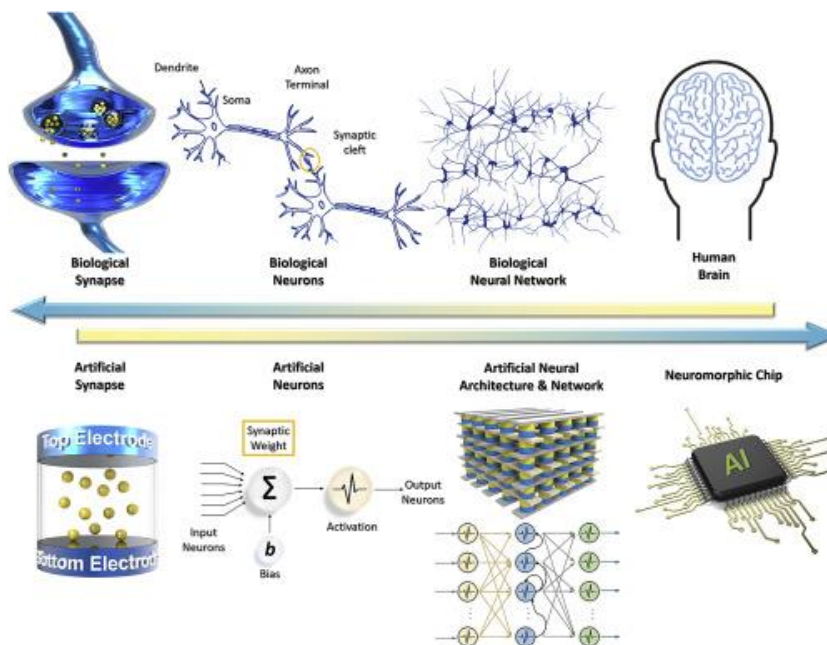 Dendrite
Soma
Axon
Terminal
Synaptic
cleft
Biological
Synapse
Biological
Neurons
Biological
Neural Network
Human
Brain
Artificial
Synapse
Artificial
Neurons
Artificial Neural
Architecture & Network
Neuromorphic Chip
Top Electrode
Bottom Electrode
Synaptic
Weight
Σ
Input
Neurons
b
Bias
Activation
Output
Neurons
AI